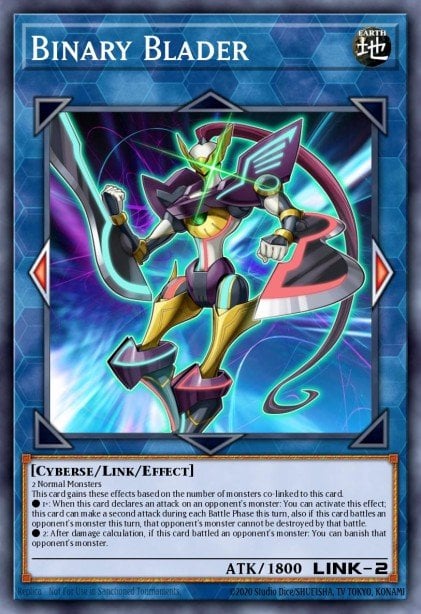 BINARY BLADER
EARTH
地
[CYBERSE/LINK/EFFECT]
2 Normal Monsters
This card gains these effects based on the number of monsters co-linked to this card.
● 1+: When this card declares an attack on an opponent's monster: You can activate this effect;
this card can make a second attack during each Battle Phase this turn, also if this card battles an
opponent's monster this turn, that opponent's monster cannot be destroyed by that battle.
● 2: After damage calculation, if this card battled an opponent's monster: You can banish that
opponent's monster.
ATK/1800 LINK-2
Replica - Not For Use in Sanctioned Tornmanents ©2020 Studio Dice/SHUEISHA, TV TOKYO, KONAMI